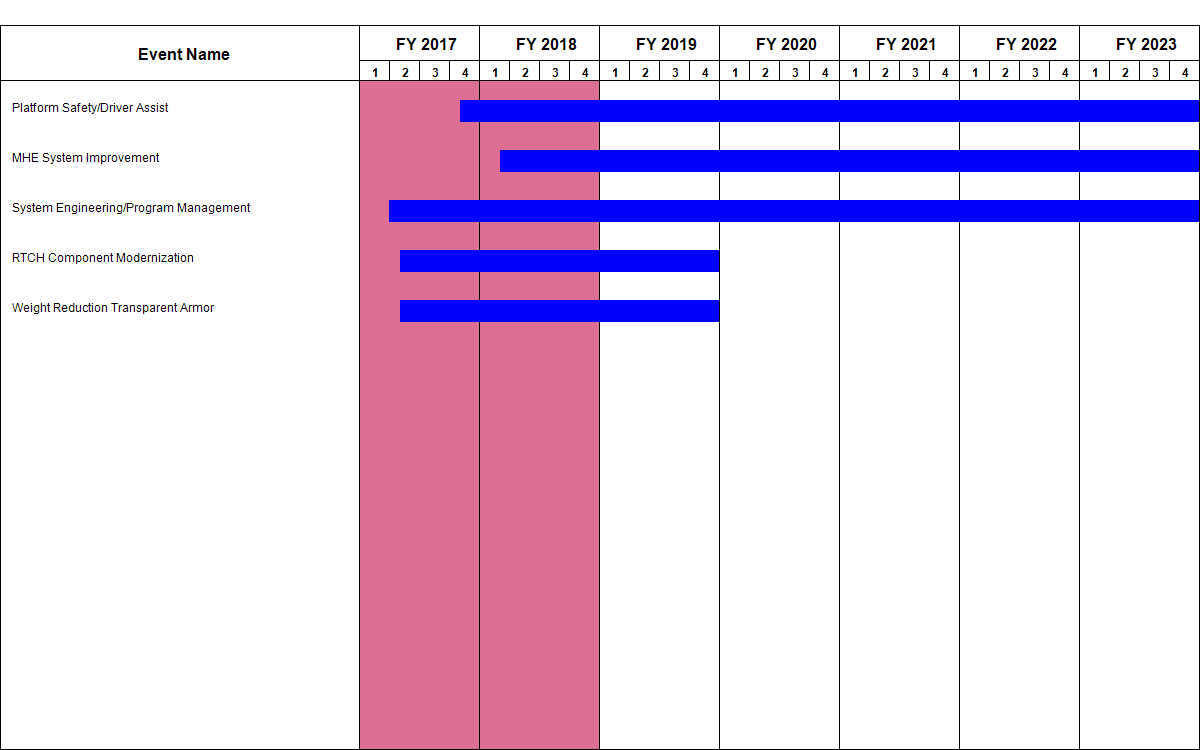 Event Name
FY 2017 FY 2018 FY 2019 FY 2020 FY 2021 FY 2022 FY 2023
1 2 3 4 1 2 3 4 1 2 3 4 1 2 3 4 1 2 3 4 1 2 3 4 1 2 3 4
Platform Safety/Driver Assist
MHE System Improvement
System Engineering/Program Management
RTCH Component Modernization
Weight Reduction Transparent Armor